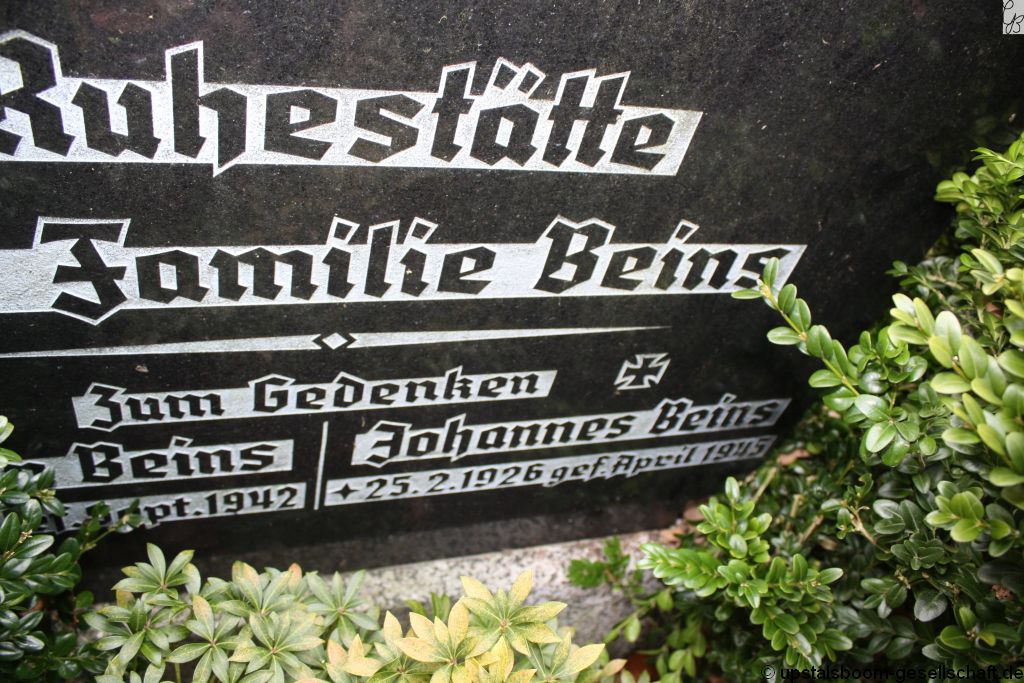 Ruhestätte
Familie Beins
Zum Gedenken
Beins
Sept. 1942
Johannes Beins
25.2.1926 gef. April 1945
© upstalsboom-gesellschaft.de